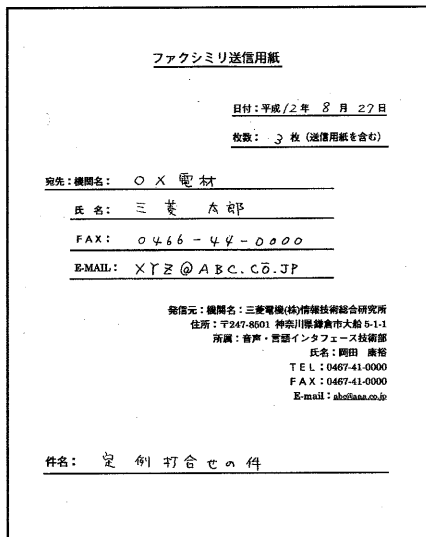 ファクシミリ送信用紙
日付：平成12年 8月 27日
枚数： 3 枚（送信用紙を含む）
宛先：機関名： OX電材
氏 名： 三菱 太郎
FAX： 0466-44-0000
E-MAIL： XYZ@ABC.CO.JP
発信元：機関名：三菱電機(株)情報技術総合研究所
住所：〒247-8501 神奈川県鎌倉市大船 5-1-1
所属：音声・言語インタフェース技術部
氏名：岡田 康裕
TEL：0467-41-0000
FAX：0467-41-0000
E-mail：abc@aaa.co.jp
件名： 定例打合せの件